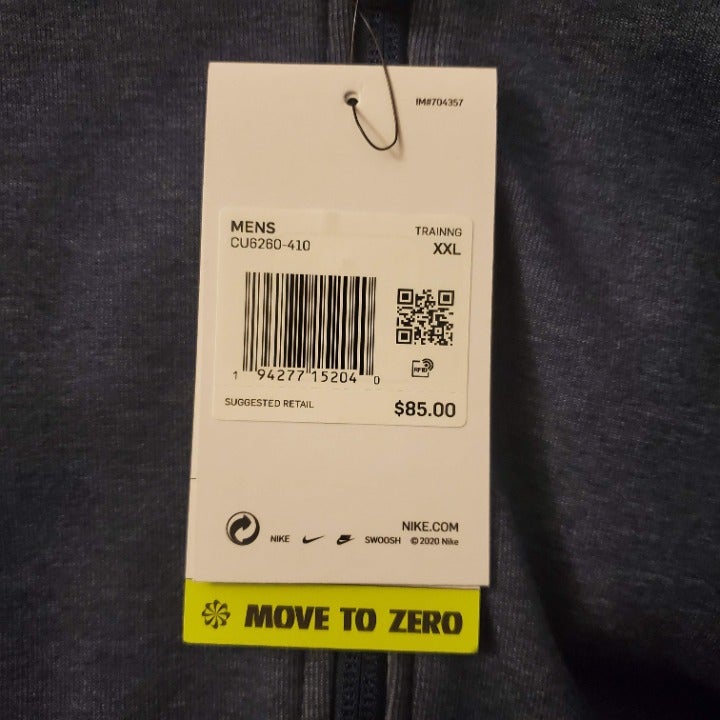 IM#704357
MENS
TRAINNG
CU6260-410
XXL
1 94277 15204 0
RFID
SUGGESTED RETAIL
$85.00
NIKE.COM
NIKE SWOOSH © 2020 Nike
MOVE TO ZERO